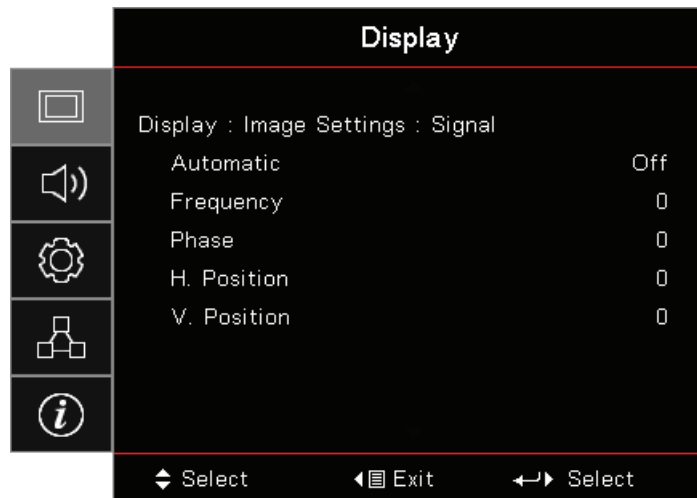 Display
Display : Image Settings : Signal
Automatic Off
Frequency 0
Phase 0
H. Position 0
V. Position 0
i
Select Exit Select